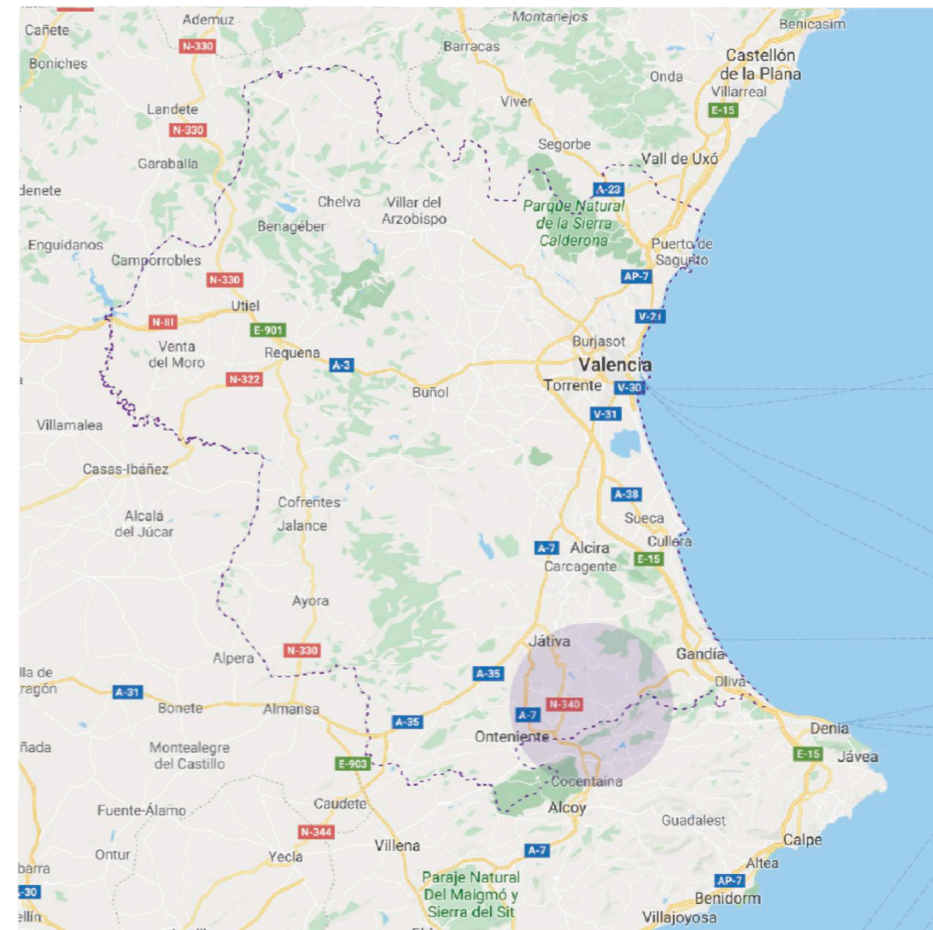 Ademuz
Cañete
N-330
Boniches
Montanejos
Benicasim
Barracas
Castellón
de la Plana
Onda
Villarreal
E-15
Viver
Landete
N-330
Segorbe
Vall de Uxó
Garaballa
denete
A-23
Chelva
Villar del
Arzobispo
Parque Natural
de la Sierra
Calderona
Benagéber
Enguídanos
Camporrobles
Puerto de
Sagunto
N-330
AP-7
Utiel
N-III
E-901
V-21
Venta
del Moro
Requena
A-3
Burjasot
Valencia
N-322
Buñol
Torrente
V-30
V-31
Villamalea
Casas-Ibáñez
A-38
Cofrentes
Alcalá
del Júcar
Jalance
Sueca
Cullera
A-7
Alcira
E-15
Carcagente
Ayora
Játiva
N-330
Alpera
Gandía
A-35
lla de
ragón
Oliva
A-31
Bonete
Almansa
N-340
A-7
A-35
Denia
Onteniente
ñada
Montealegre
del Castillo
E-903
E-15
Jávea
Cocentaina
Caudete
Alcoy
Fuente-Álamo
Guadalest
N-344
Villena
Calpe
Ontur
Yecla
A-7
Altea
barra
Paraje Natural
Del Maigmó y
Sierra del Sit
AP-7
-30
Benidorm
ellín
Villajoyosa